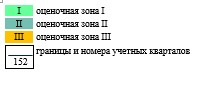 I оценочная зона I
II оценочная зона II
III оценочная зона III
152 границы и номера учетных кварталов